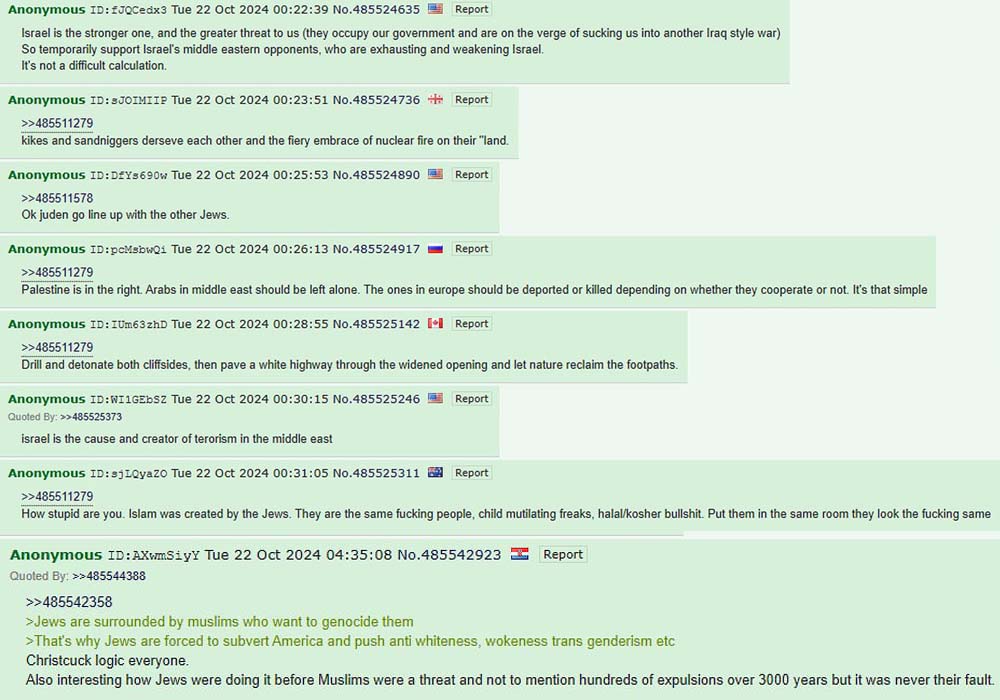 Anonymous ID:fJQCedx3 Tue 22 Oct 2024 00:22:39 No.485524635 Report
Israel is the stronger one, and the greater threat to us (they occupy our government and are on the verge of sucking us into another Iraq style war)
So temporarily support Israel's middle eastern opponents, who are exhausting and weakening Israel.
It's not a difficult calculation.
Anonymous ID:sJOIMIIP Tue 22 Oct 2024 00:23:51 No.485524736 Report
>>485511279
kikes and sandniggers derseve each other and the fiery embrace of nuclear fire on their "land.
Anonymous ID:DfYs690w Tue 22 Oct 2024 00:25:53 No.485524890 Report
>>485511578
Ok juden go line up with the other Jews.
Anonymous ID:pcMsbwQi Tue 22 Oct 2024 00:26:13 No.485524917 Report
>>485511279
Palestine is in the right. Arabs in middle east should be left alone. The ones in europe should be deported or killed depending on whether they cooperate or not. It's that simple
Anonymous ID:IUm63zhD Tue 22 Oct 2024 00:28:55 No.485525142 Report
>>485511279
Drill and detonate both cliffsides, then pave a white highway through the widened opening and let nature reclaim the footpaths.
Anonymous ID:WI1GEbSZ Tue 22 Oct 2024 00:30:15 No.485525246 Report
Quoted By: >>485525373
israel is the cause and creator of terorism in the middle east
Anonymous ID:sjLQyaZO Tue 22 Oct 2024 00:31:05 No.485525311 Report
>>485511279
How stupid are you. Islam was created by the Jews. They are the same fucking people, child mutilating freaks, halal/kosher bullshit. Put them in the same room they look the fucking same
Anonymous ID:AXwmSiyY Tue 22 Oct 2024 04:35:08 No.485542923 Report
Quoted By: >>485544388
>>485542358
>Jews are surrounded by muslims who want to genocide them
>That's why Jews are forced to subvert America and push anti whiteness, wokeness trans genderism etc
Christcuck logic everyone.
Also interesting how Jews were doing it before Muslims were a threat and not to mention hundreds of expulsions over 3000 years but it was never their fault.